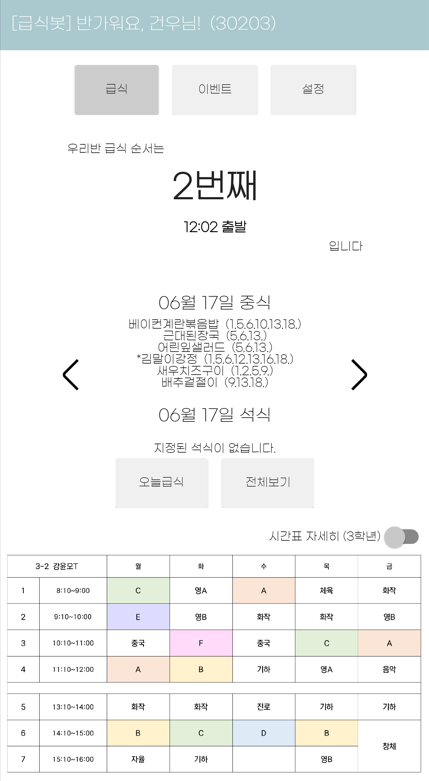 [급식봇] 반가워요, 건우님! (30203)
급식 이벤트 설정
우리반 급식 순서는
2번째
12:02 출발
입니다
06월 17일 중식
베이컨계란볶음밥 (1.5.6.10.13.18.)
근대된장국 (5.6.13.)
어린잎샐러드 (5.6.13.)
*김말이강정 (1.5.6.12.13.16.18.)
새우치즈구이 (1.2.5.9.)
배추겉절이 (9.13.18.)
06월 17일 석식
지정된 석식이 없습니다.
오늘급식 전체보기
시간표 자세히 (3학년)
3-2 강윤모T 월 화 수 목 금
1 8:10~9:00 C 영A A 체육 화작
2 9:10~10:00 E 영B 화작 화작 영B
3 10:10~11:00 중국 F 중국 C A
4 11:10~12:00 A B 기하 영A 음악
5 13:10~14:00 화작 화작 진로 기하 기하
6 14:10~15:00 B C D B 창체
7 15:10~16:00 자율 기하 영B